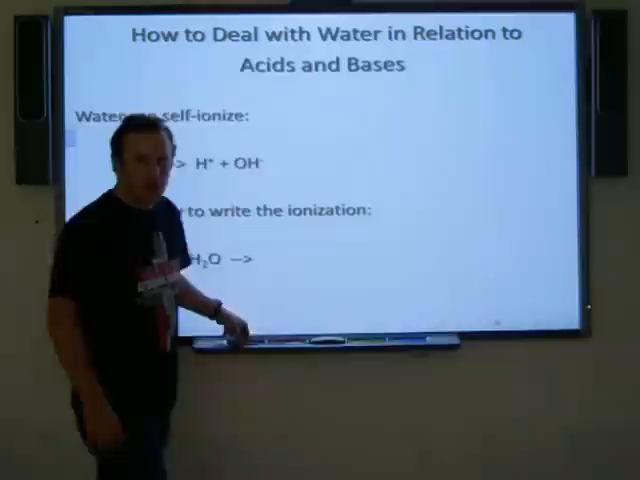 How to Deal with Water in Relation to
Acids and Bases
Water self-ionize:
> H⁺ + OH⁻
to write the ionization:
H₂O -->